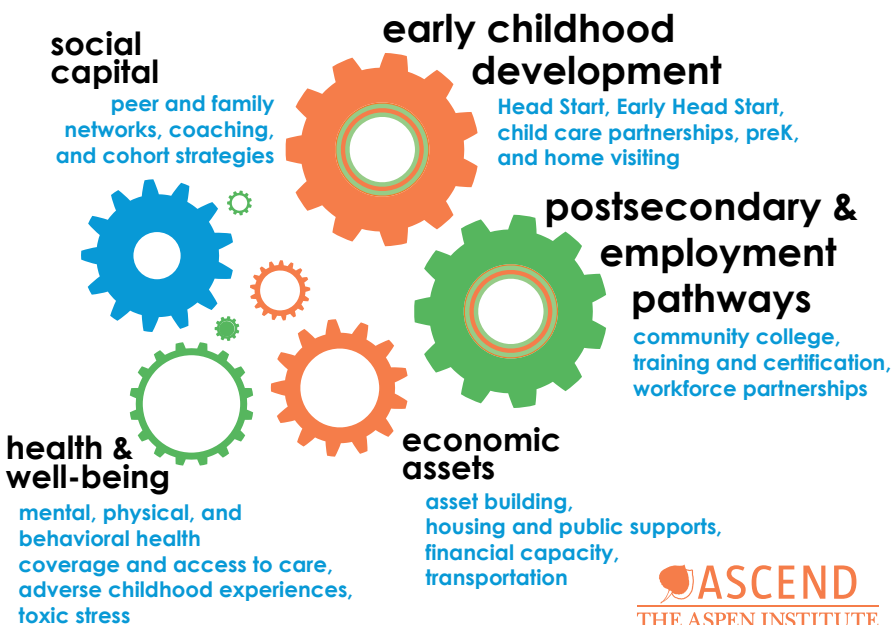 social
capital
peer and family
networks, coaching,
and cohort strategies
early childhood
development
Head Start, Early Head Start,
child care partnerships, preK,
and home visiting
postsecondary &
employment
pathways
community college,
training and certification,
workforce partnerships
economic
assets
asset building,
housing and public supports,
financial capacity,
transportation
health &
well-being
mental, physical, and
behavioral health
coverage and access to care,
adverse childhood experiences,
toxic stress
ASCEND
THE ASPEN INSTITUTE